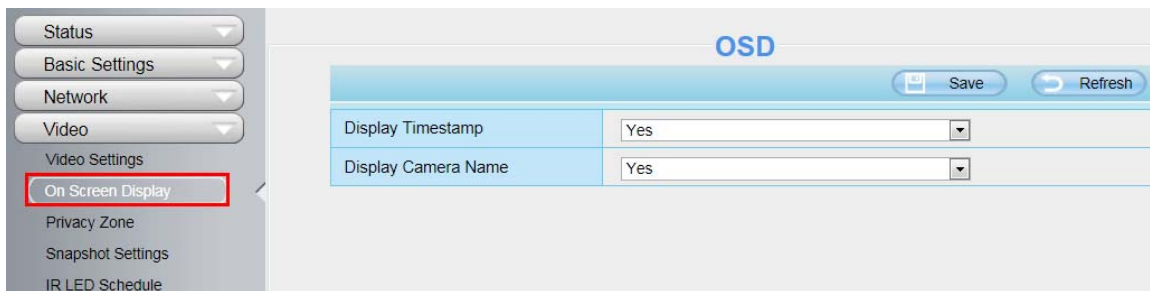 Status
Basic Settings
Network
Video
Video Settings
On Screen Display
Privacy Zone
Snapshot Settings
IR LED Schedule
OSD
Save Refresh
Display Timestamp Yes
Display Camera Name Yes